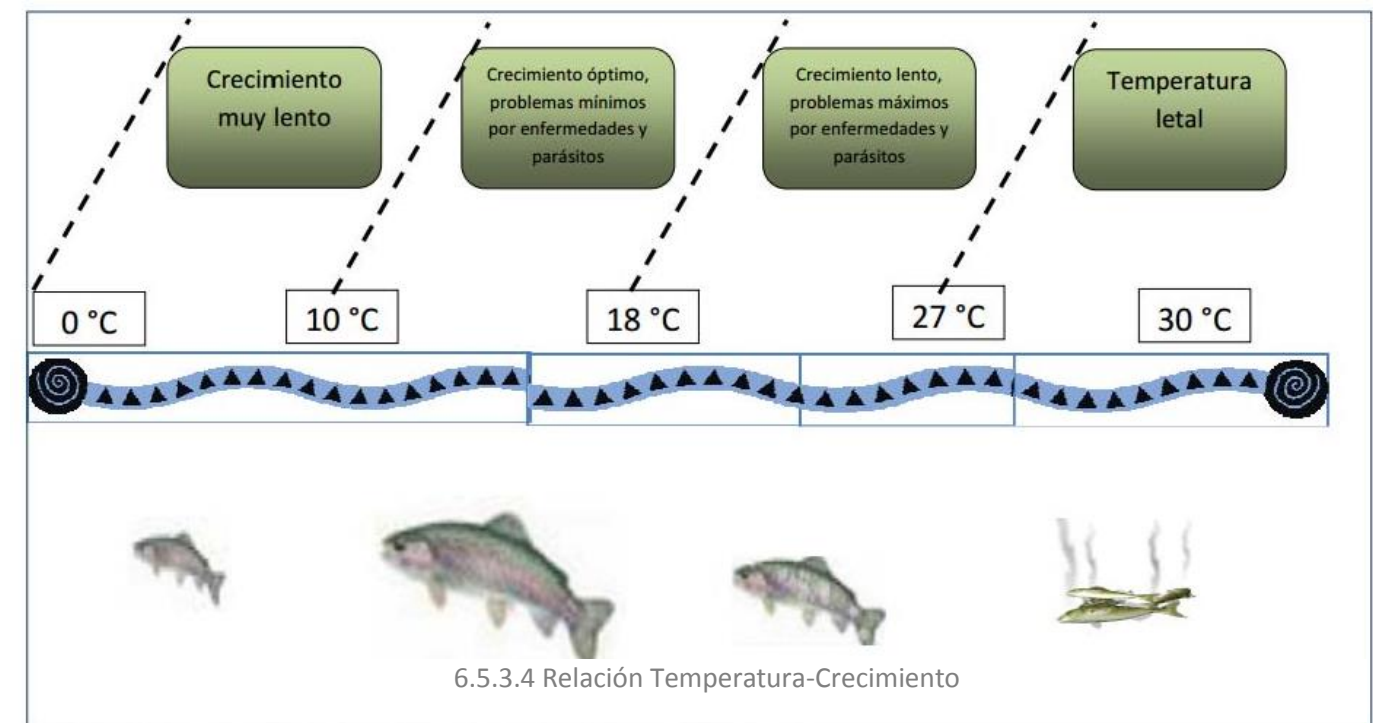 Crecimiento
muy lento
Crecimiento óptimo,
problemas mínimos
por enfermedades y
parásitos
Crecimiento lento,
problemas máximos
por enfermedades y
parásitos
Temperatura
letal
0 °C
10 °C
18 °C
27 °C
30 °C
6.5.3.4 Relación Temperatura-Crecimiento